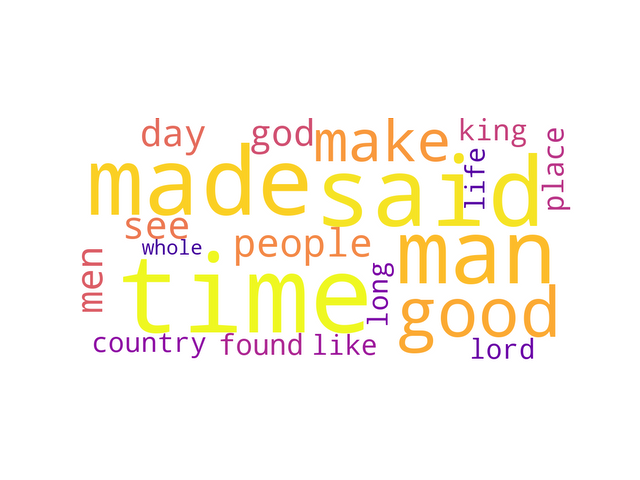 day
god
make
king
place
made
said
life
see
people
man
whole
men
time
long
good
country
found
like
lord